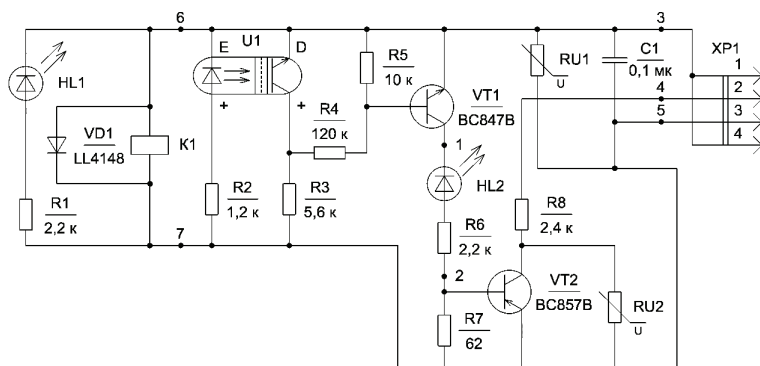 6
U1
3
E
D
XP1
HL1
R5
10 к
RU1
U
C1
0,1 мк
1
2
3
4
4
5
+
+
R4
120 к
VT1
BC847B
VD1
LL4148
K1
1
HL2
R1
2,2 к
R2
1,2 к
R3
5,6 к
R6
2,2 к
R8
2,4 к
7
2
VT2
BC857B
RU2
U
R7
62